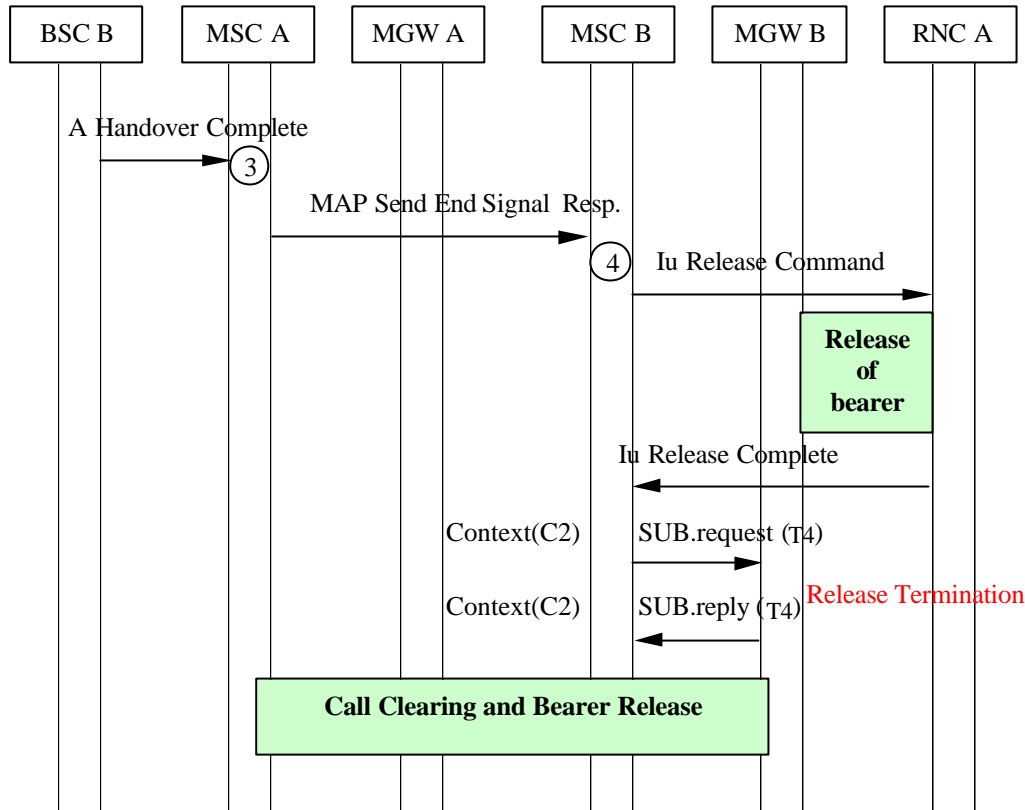 BSC B MSC A MGW A MSC B MGW B RNC A
A Handover Complete
3
MAP Send End Signal Resp.
4
Iu Release Command
Release
of
bearer
Iu Release Complete
Context(C2) SUB.request (T4)
Context(C2) SUB.reply (T4) Release Termination
Call Clearing and Bearer Release